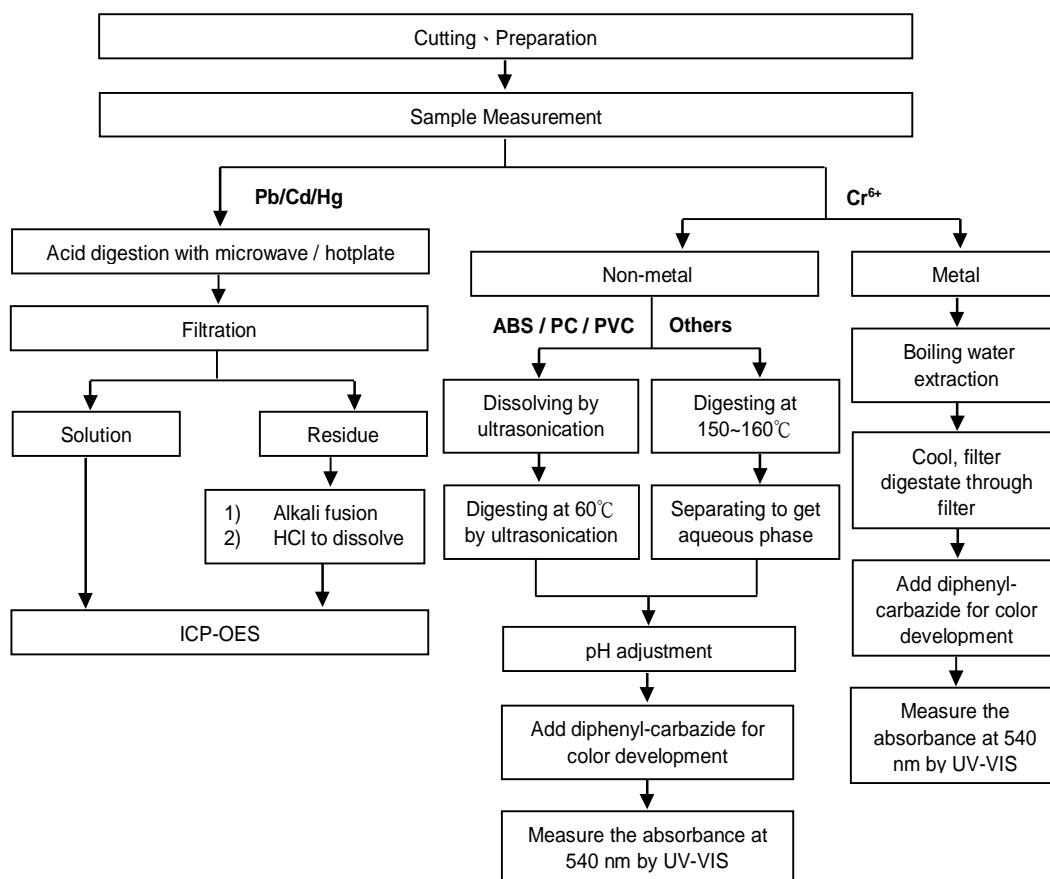 Cutting、Preparation
Sample Measurement
Pb/Cd/Hg
Cr⁶⁺
Acid digestion with microwave / hotplate
Filtration
Solution
Residue
1) Alkali fusion
2) HCl to dissolve
ICP-OES
Non-metal
ABS / PC / PVC
Others
Dissolving by
ultrasonication
Digesting at 60℃
by ultrasonication
Digesting at
150~160℃
Separating to get
aqueous phase
pH adjustment
Add diphenyl-carbazide for
color development
Measure the absorbance at
540 nm by UV-VIS
Metal
Boiling water
extraction
Cool, filter
digestate through
filter
Add diphenyl-
carbazide for color
development
Measure the
absorbance at 540
nm by UV-VIS